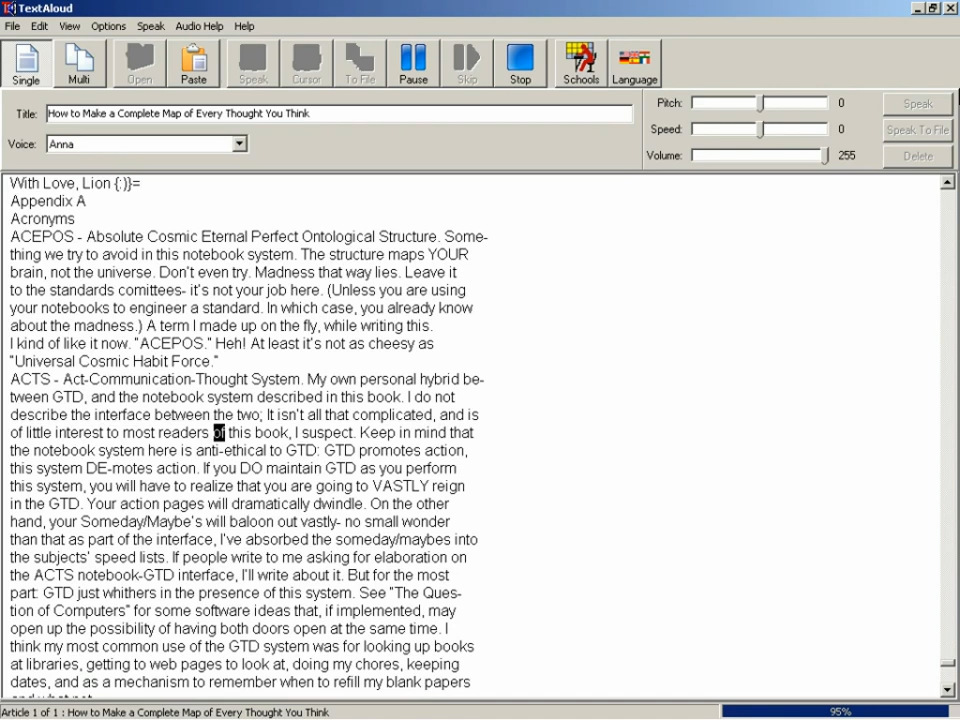 TextAloud
File Edit View Options Speak Audio Help Help
Single Multi Open Paste Speak Cursor To File Pause Skip Stop Schools Language
Title: How to Make a Complete Map of Every Thought You Think
Voice: Anna
Pitch: 0 Speak
Speed: 0 Speak To File
Volume: 255 Delete
With Love, Lion {:)}=
Appendix A
Acronyms
ACEPOS - Absolute Cosmic Eternal Perfect Ontological Structure. Some-
thing we try to avoid in this notebook system. The structure maps YOUR
brain, not the universe. Don't even try. Madness that way lies. Leave it
to the standards comittees- it's not your job here. (Unless you are using
your notebooks to engineer a standard. In which case, you already know
about the madness.) A term I made up on the fly, while writing this.
I kind of like it now. "ACEPOS." Heh! At least it's not as cheesy as
"Universal Cosmic Habit Force."
ACTS - Act-Communication-Thought System. My own personal hybrid be-
tween GTD, and the notebook system described in this book. I do not
describe the interface between the two; It isn't all that complicated, and is
of little interest to most readers of this book, I suspect. Keep in mind that
the notebook system here is anti-ethical to GTD: GTD promotes action,
this system DE-motes action. If you DO maintain GTD as you perform
this system, you will have to realize that you are going to VASTLY reign
in the GTD. Your action pages will dramatically dwindle. On the other
hand, your Someday/Maybe's will baloon out vastly- no small wonder
than that as part of the interface, I've absorbed the someday/maybes into
the subjects' speed lists. If people write to me asking for elaboration on
the ACTS notebook-GTD interface, I'll write about it. But for the most
part: GTD just whithers in the presence of this system. See "The Ques-
tion of Computers" for some software ideas that, if implemented, may
open up the possibility of having both doors open at the same time. I
think my most common use of the GTD system was for looking up books
at libraries, getting to web pages to look at, doing my chores, keeping
dates, and as a mechanism to remember when to refill my blank papers
and what not.
Article 1 of 1 : How to Make a Complete Map of Every Thought You Think 95%